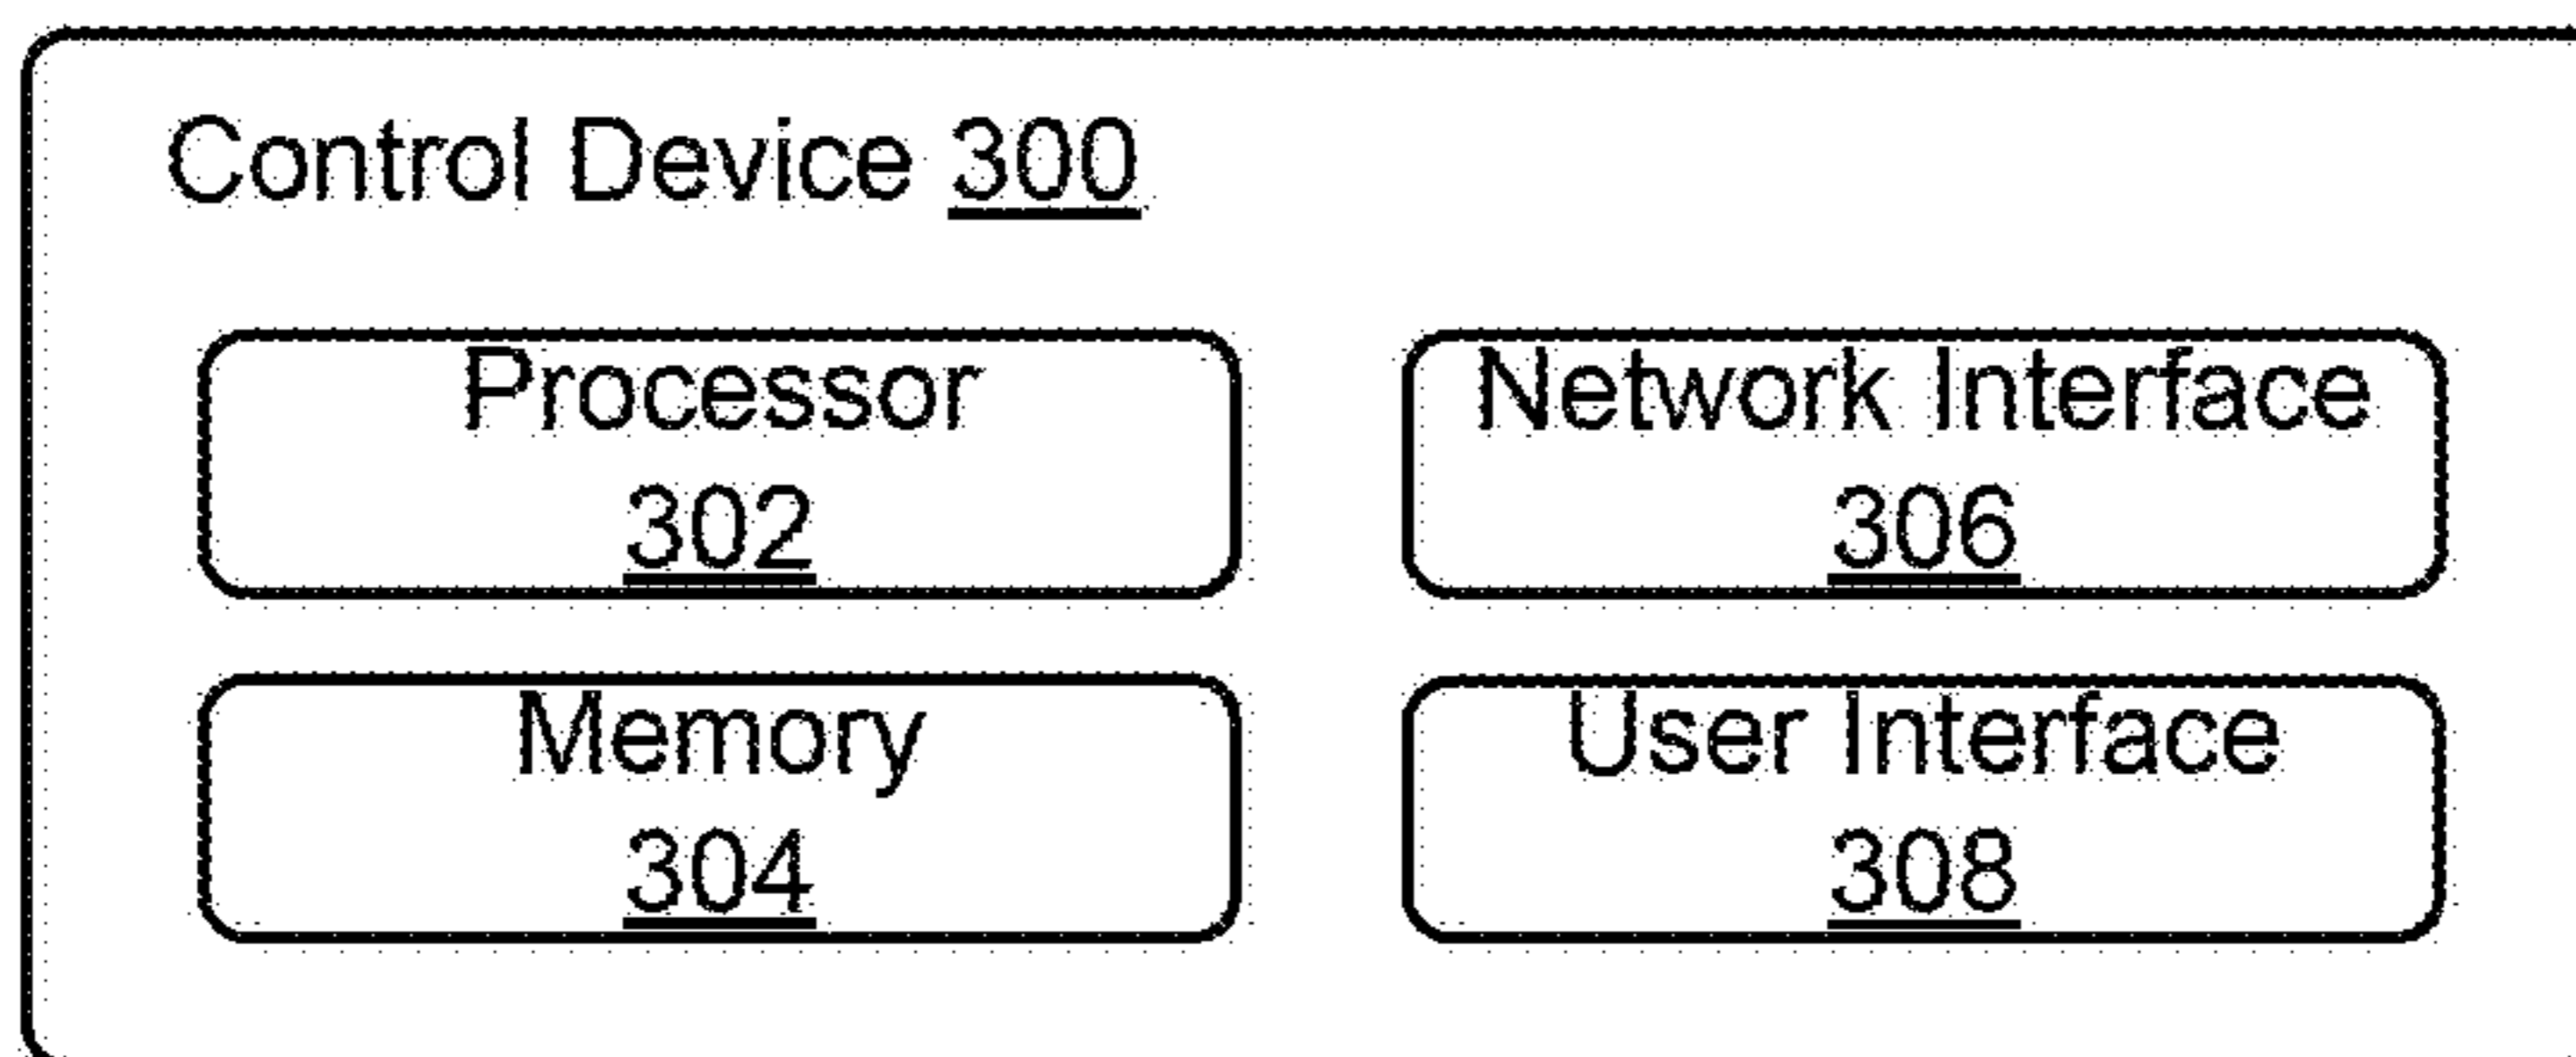 Control Device 300
Processor
302
Network Interface
306
Memory
304
User Interface
308